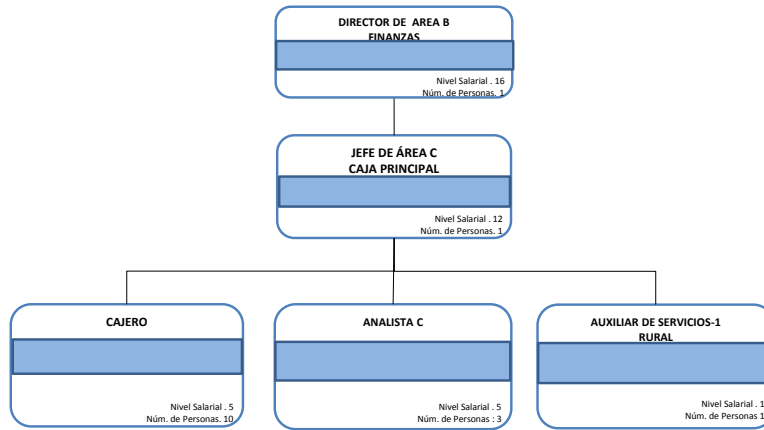 DIRECTOR DE AREA B
FINANZAS
Nivel Salarial . 16
Núm. de Personas. 1
JEFE DE ÁREA C
CAJA PRINCIPAL
Nivel Salarial . 12
Núm. de Personas. 1
CAJERO
Nivel Salarial . 5
Núm. de Personas. 10
ANALISTA C
Nivel Salarial . 5
Núm. de Personas : 3
AUXILIAR DE SERVICIOS-1
RURAL
Nivel Salarial . 1
Núm. de Personas 1